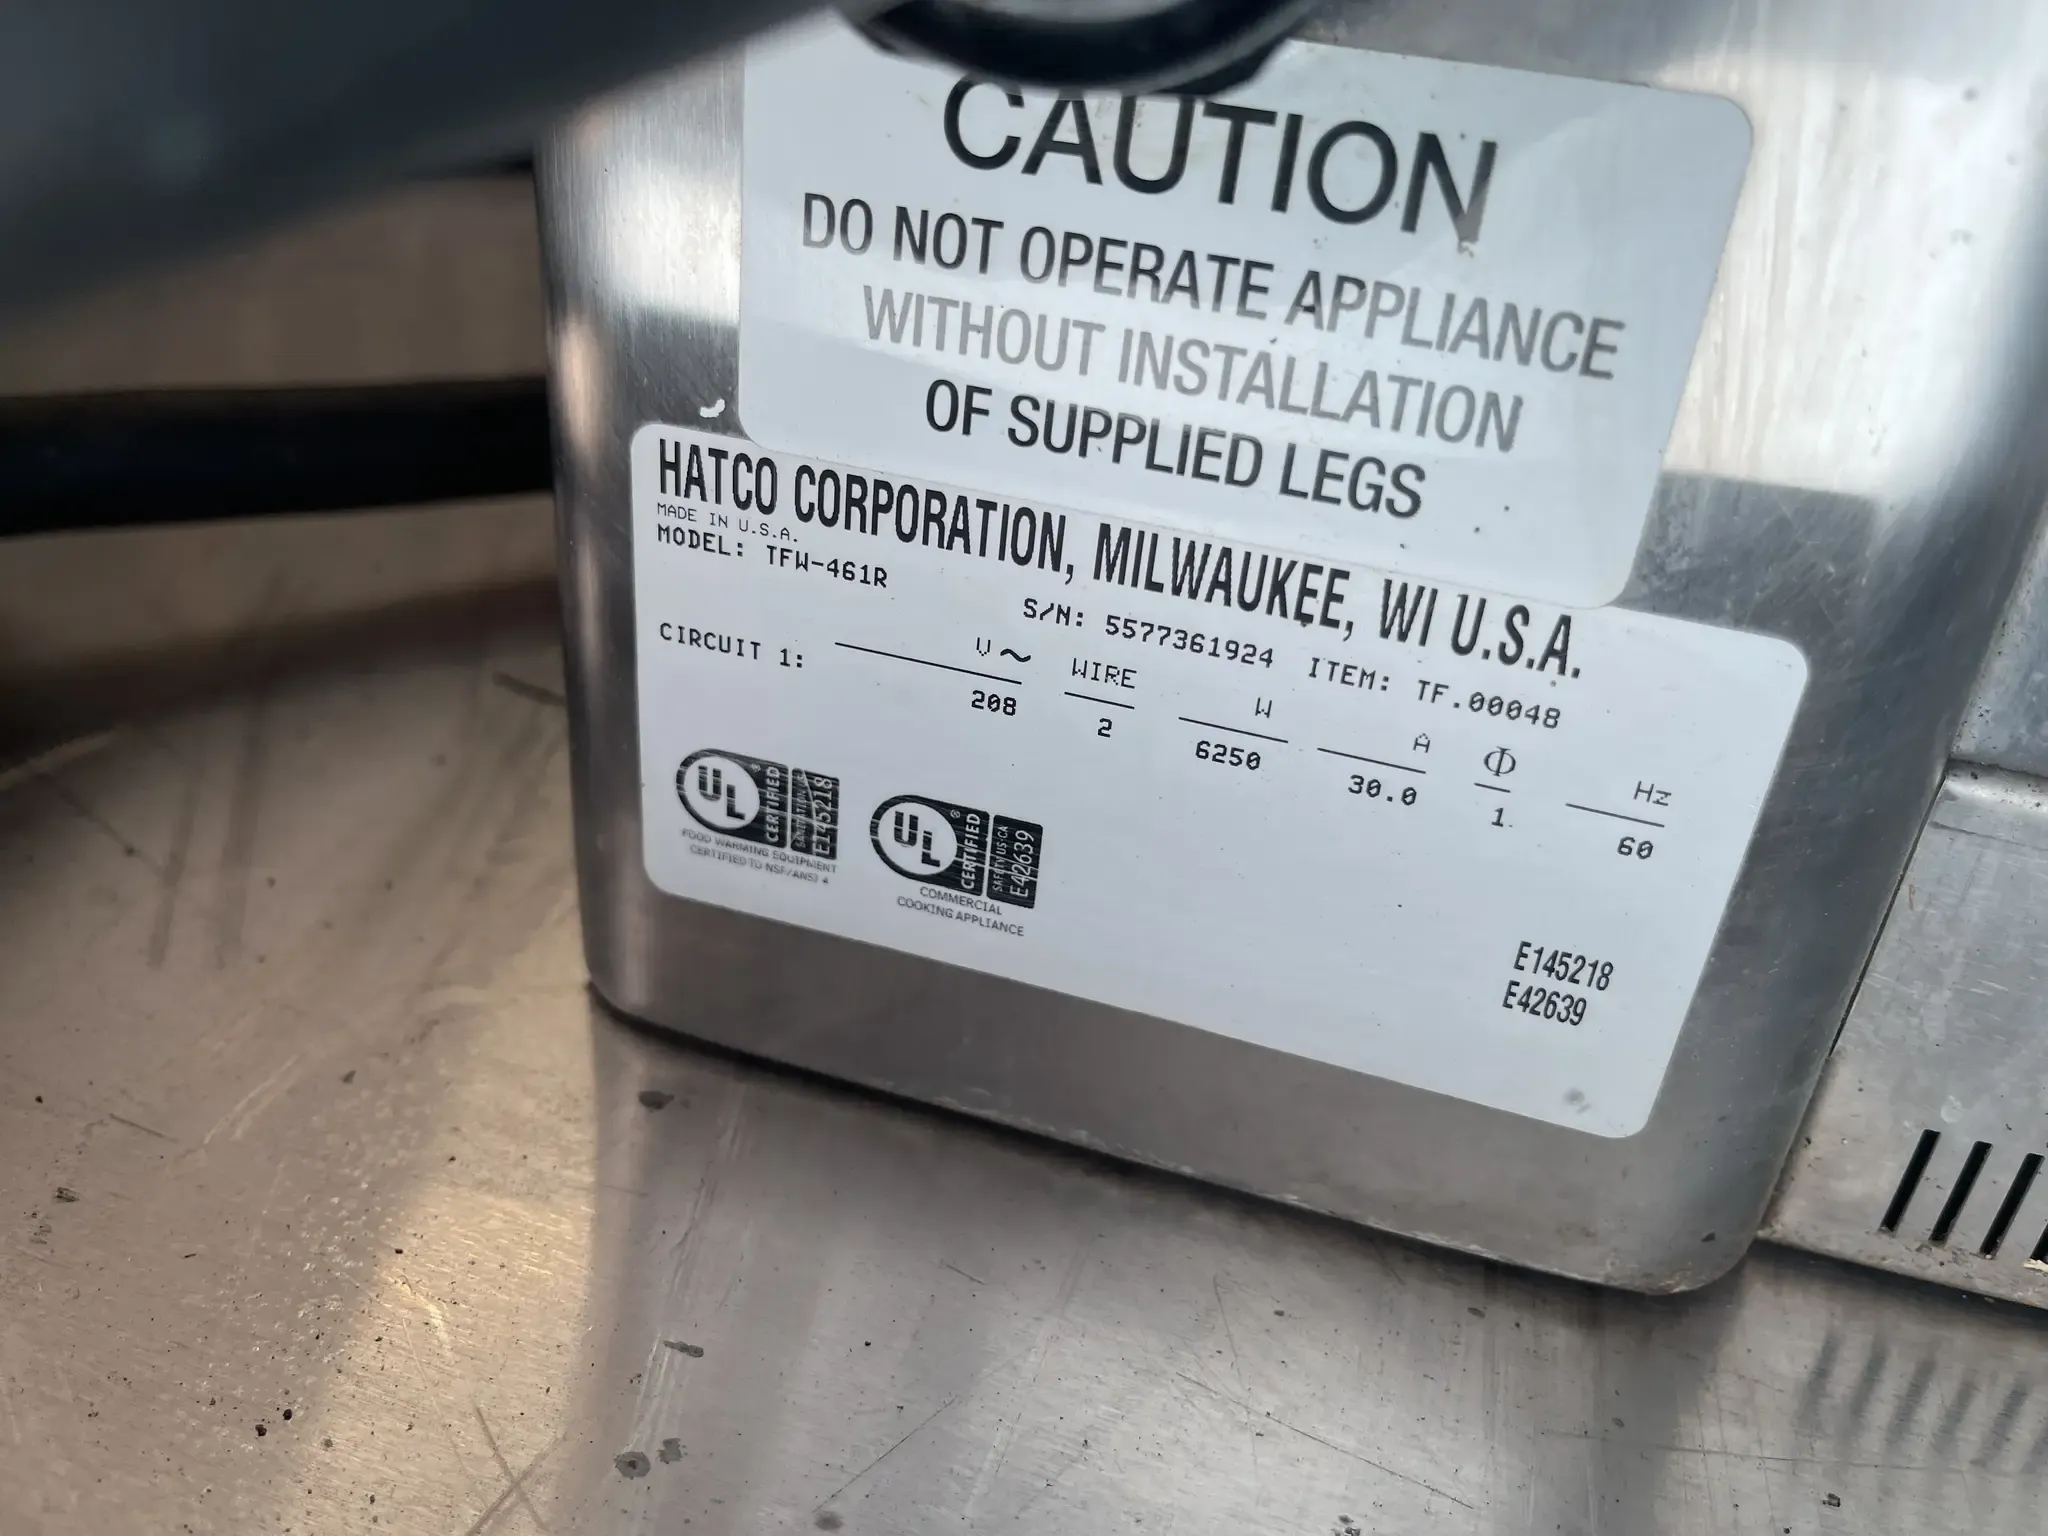 CAUTION
DO NOT OPERATE APPLIANCE
WITHOUT INSTALLATION
OF SUPPLIED LEGS
HATCO CORPORATION, MILWAUKEE, WI U.S.A.
MADE IN U.S.A.
MODEL: TFW-461R
S/N: 5577361924 ITEM: TF.00048
V~ WIRE W A Φ Hz
CIRCUIT 1: 208 2 6250 30.0 1 60
UL ® CERTIFIED
E145218
FOOD WARMING EQUIPMENT
CERTIFIED TO NSF/ANSI 4
UL ® CERTIFIED
SAFETY US-CA
E42639
COMMERCIAL
COOKING APPLIANCE
E145218
E42639